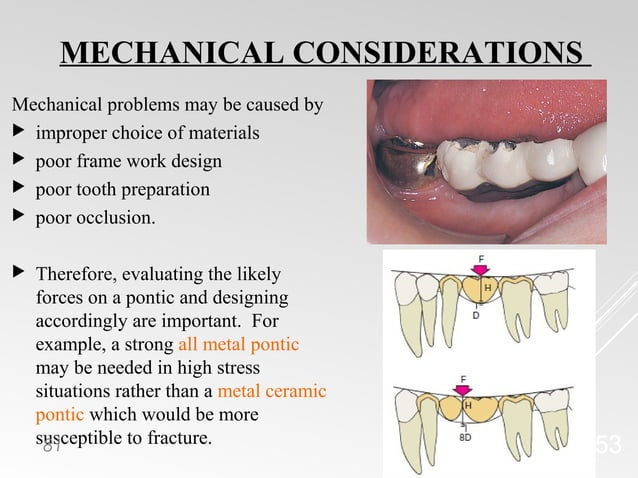 MECHANICAL CONSIDERATIONS
Mechanical problems may be caused by
improper choice of materials
poor frame work design
poor tooth preparation
poor occlusion.
Therefore, evaluating the likely
forces on a pontic and designing
accordingly are important. For
example, a strong all metal pontic
may be needed in high stress
situations rather than a metal ceramic
pontic which would be more
susceptible to fracture.
F
H
D
F
H
8D
81
53